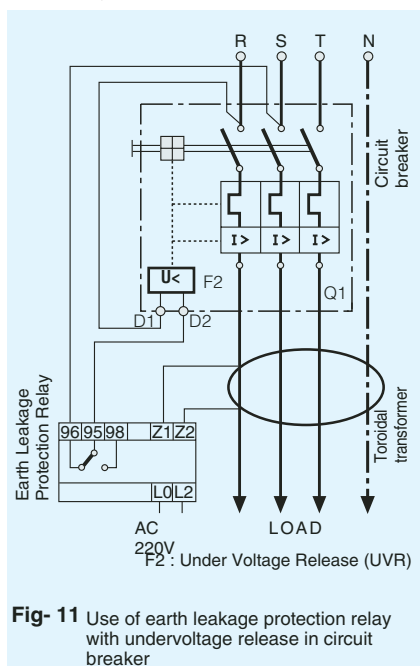 R S T N
Circuit
breaker
I> I> I>
U< F2
Q1
D1 D2
Earth Leakage
Protection Relay
96 95 98 Z1 Z2
L0 L2
Toroidal
transformer
AC
220V
LOAD
F2 : Under Voltage Release (UVR)
Fig- 11 Use of earth leakage protection relay
with undervoltage release in circuit
breaker